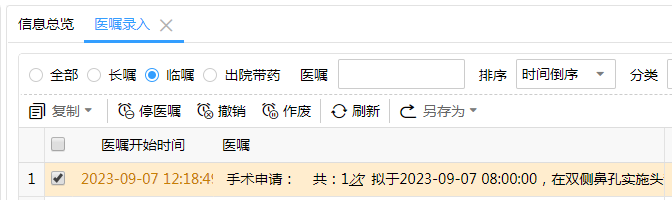 信息总览 医嘱录入
全部 长嘱 临嘱 出院带药 医嘱 排序 时间倒序 分类
复制 停医嘱 撤销 作废 刷新 另存为
医嘱开始时间 医嘱
1 2023-09-07 12:18:49 手术申请： 共：1次 拟于2023-09-07 08:00:00，在双侧鼻孔实施头